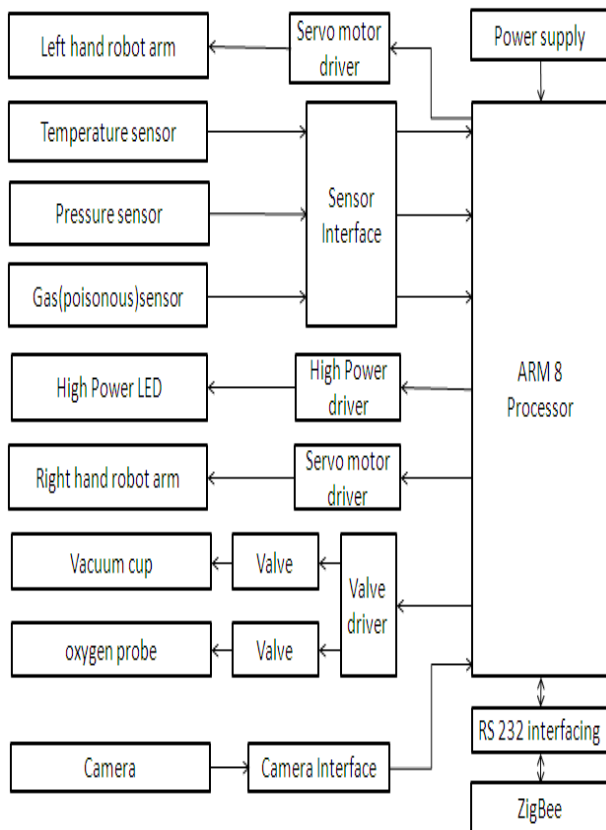 Left hand robot arm
Servo motor
driver
Power supply
Temperature sensor
Pressure sensor
Gas(poisonous)sensor
Sensor
Interface
ARM 8
Processor
High Power LED
High Power
driver
Right hand robot arm
Servo motor
driver
Vacuum cup
Valve
Valve
driver
oxygen probe
Valve
RS 232 interfacing
Camera
Camera Interface
ZigBee